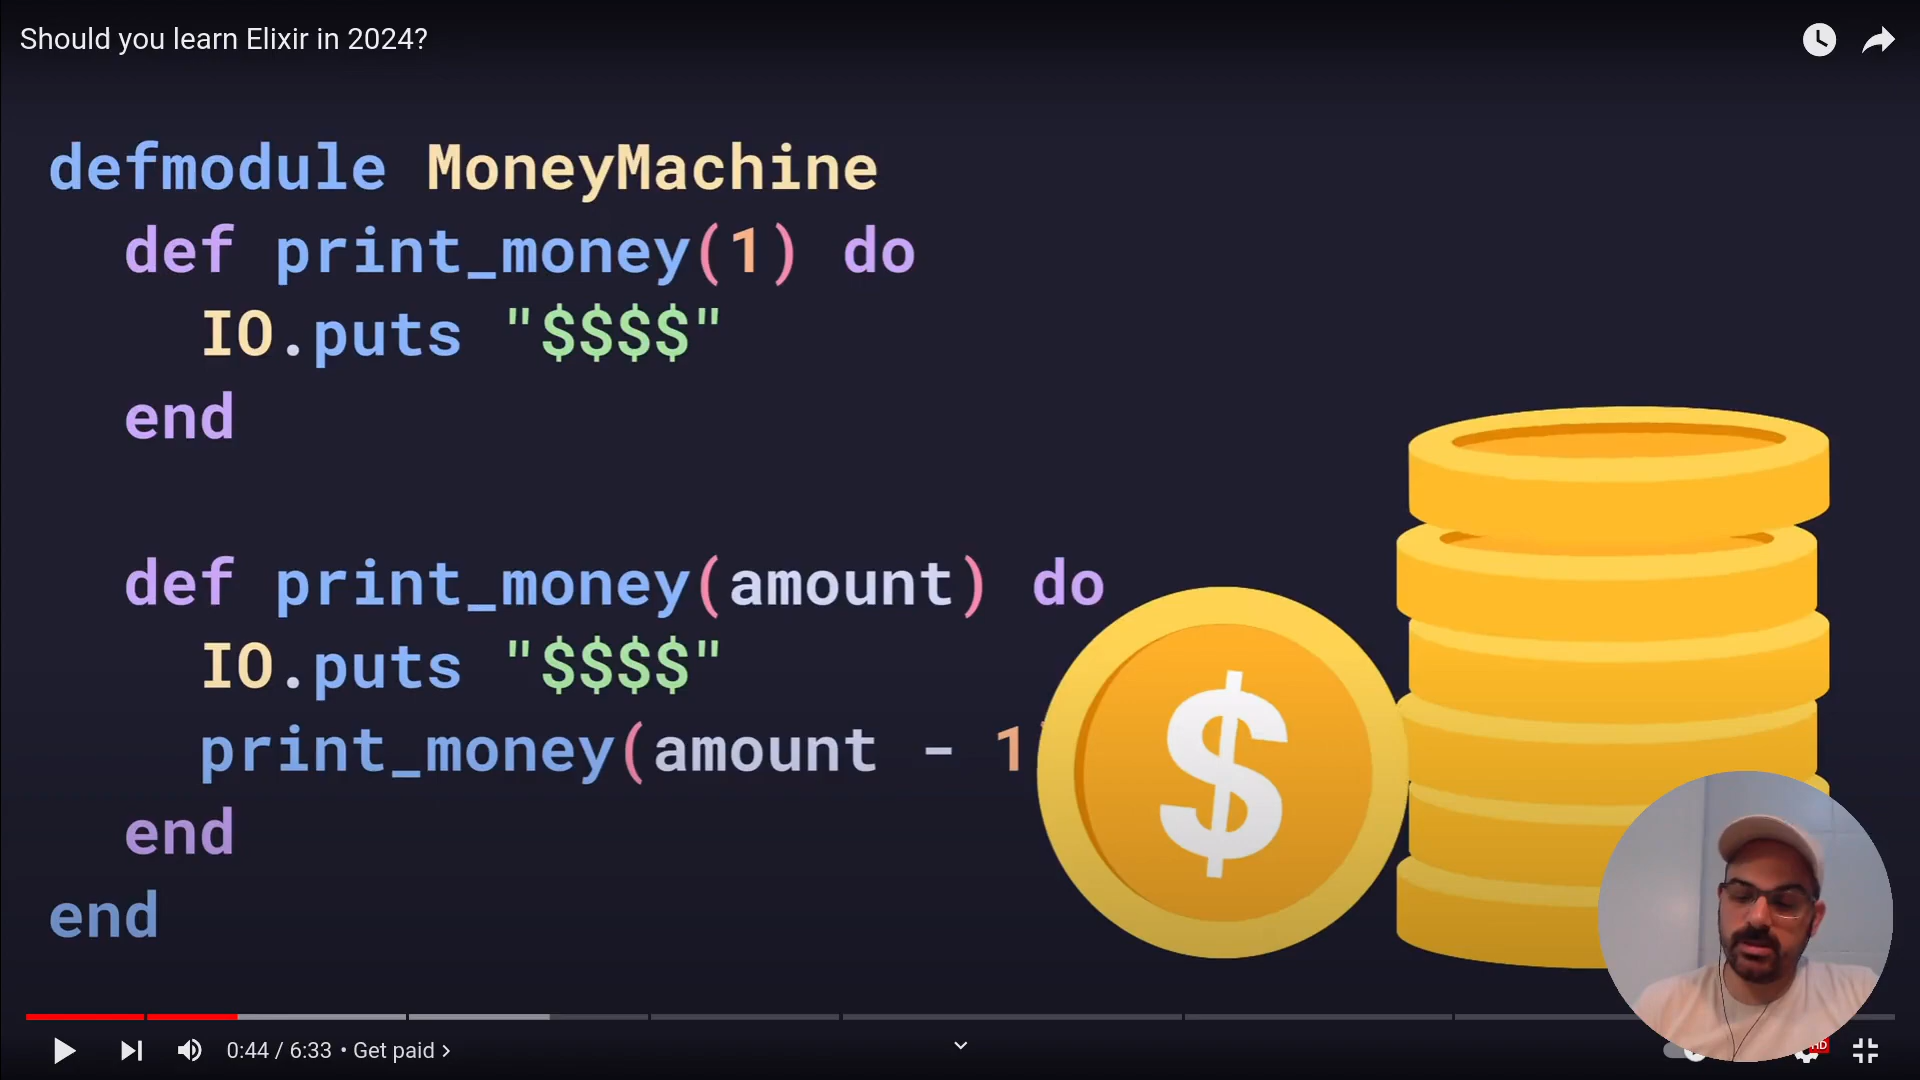 Should you learn Elixir in 2024?
defmodule MoneyMachine
def print_money(1) do
IO.puts "$$$$"
end
def print_money(amount) do
IO.puts "$$$$"
print_money(amount - 1
end
end
$
0:44 / 6:33 • Get paid ›
HD